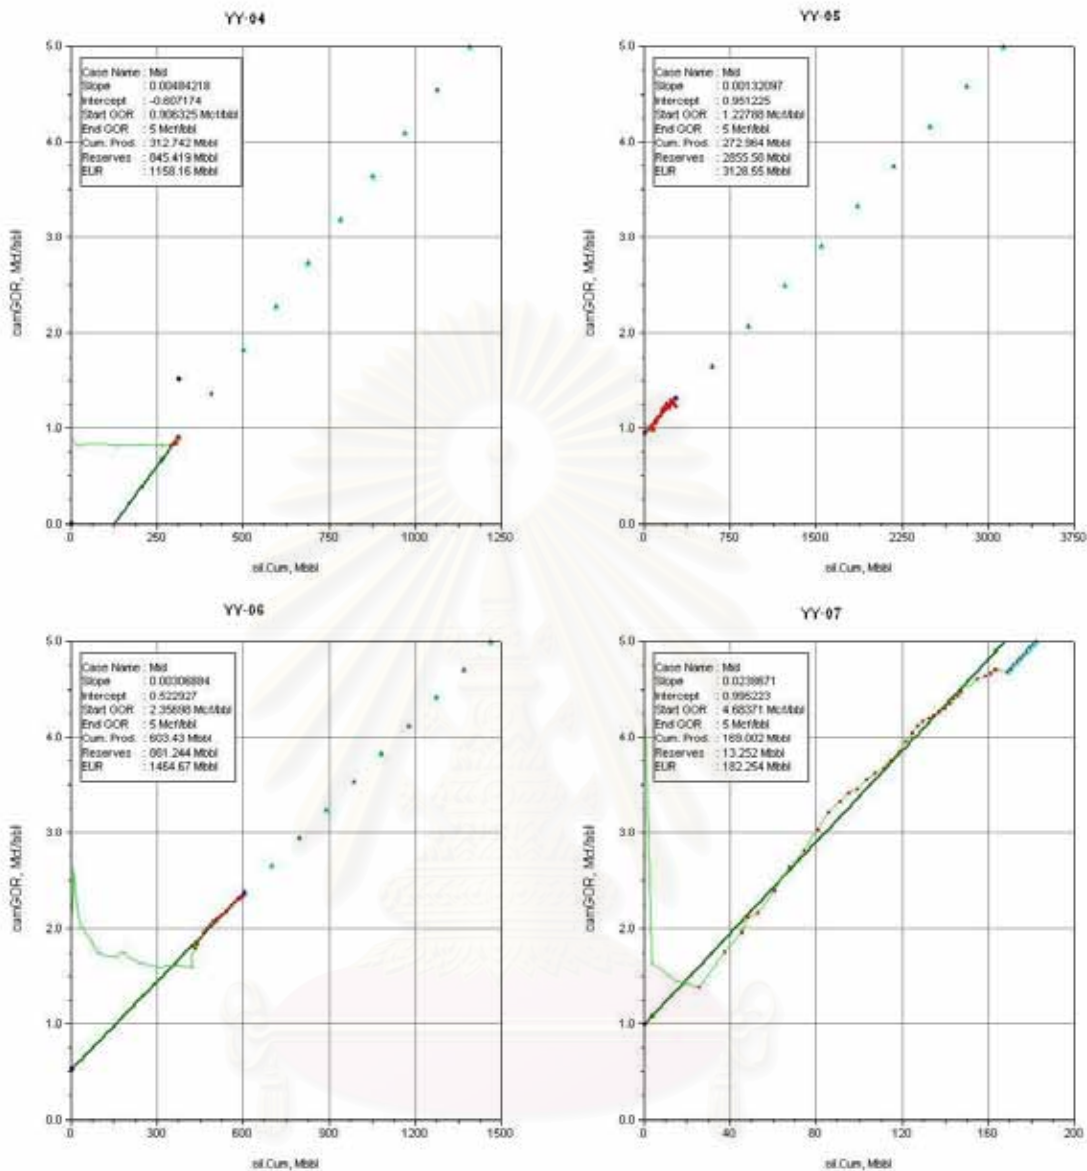 YY-04
Case Name : Mid
Slope : 0.00484218
Intercept : -0.607174
Start GOR : 0.906325 Mcf/bbl
End GOR : 5 Mcf/bbl
Cum. Prod. : 312.742 Mbbl
Reserves : 845.419 Mbbl
EUR : 1158.16 Mbbl
5.0
4.0
3.0
2.0
1.0
0.0
cumGOR, Mcf/bbl
0 250 500 750 1000 1250
oil.Cum, Mbbl
YY-05
Case Name : Mid
Slope : 0.00132097
Intercept : 0.951225
Start GOR : 1.22788 Mcf/bbl
End GOR : 5 Mcf/bbl
Cum. Prod. : 272.964 Mbbl
Reserves : 2855.58 Mbbl
EUR : 3128.55 Mbbl
5.0
4.0
3.0
2.0
1.0
0.0
cumGOR, Mcf/bbl
0 750 1500 2250 3000 3750
oil.Cum, Mbbl
YY-06
Case Name : Mid
Slope : 0.00306884
Intercept : 0.522927
Start GOR : 2.35698 Mcf/bbl
End GOR : 5 Mcf/bbl
Cum. Prod. : 603.43 Mbbl
Reserves : 861.244 Mbbl
EUR : 1464.67 Mbbl
5.0
4.0
3.0
2.0
1.0
0.0
cumGOR, Mcf/bbl
0 300 600 900 1200 1500
oil.Cum, Mbbl
YY-07
Case Name : Mid
Slope : 0.0238671
Intercept : 0.995223
Start GOR : 4.68371 Mcf/bbl
End GOR : 5 Mcf/bbl
Cum. Prod. : 169.002 Mbbl
Reserves : 13.252 Mbbl
EUR : 182.254 Mbbl
5.0
4.0
3.0
2.0
1.0
0.0
cumGOR, Mcf/bbl
0 40 80 120 160 200
oil.Cum, Mbbl